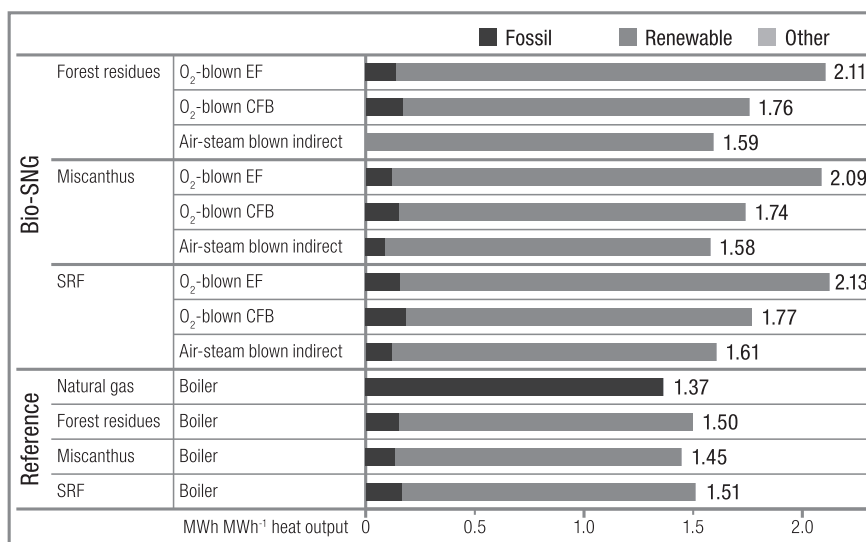 Fossil Renewable Other
Bio-SNG
Forest residues O₂-blown EF 2.11
O₂-blown CFB 1.76
Air-steam blown indirect 1.59
Miscanthus O₂-blown EF 2.09
O₂-blown CFB 1.74
Air-steam blown indirect 1.58
SRF O₂-blown EF 2.13
O₂-blown CFB 1.77
Air-steam blown indirect 1.61
Reference
Natural gas Boiler 1.37
Forest residues Boiler 1.50
Miscanthus Boiler 1.45
SRF Boiler 1.51
MWh MWh⁻¹ heat output 0 0.5 1.0 1.5 2.0